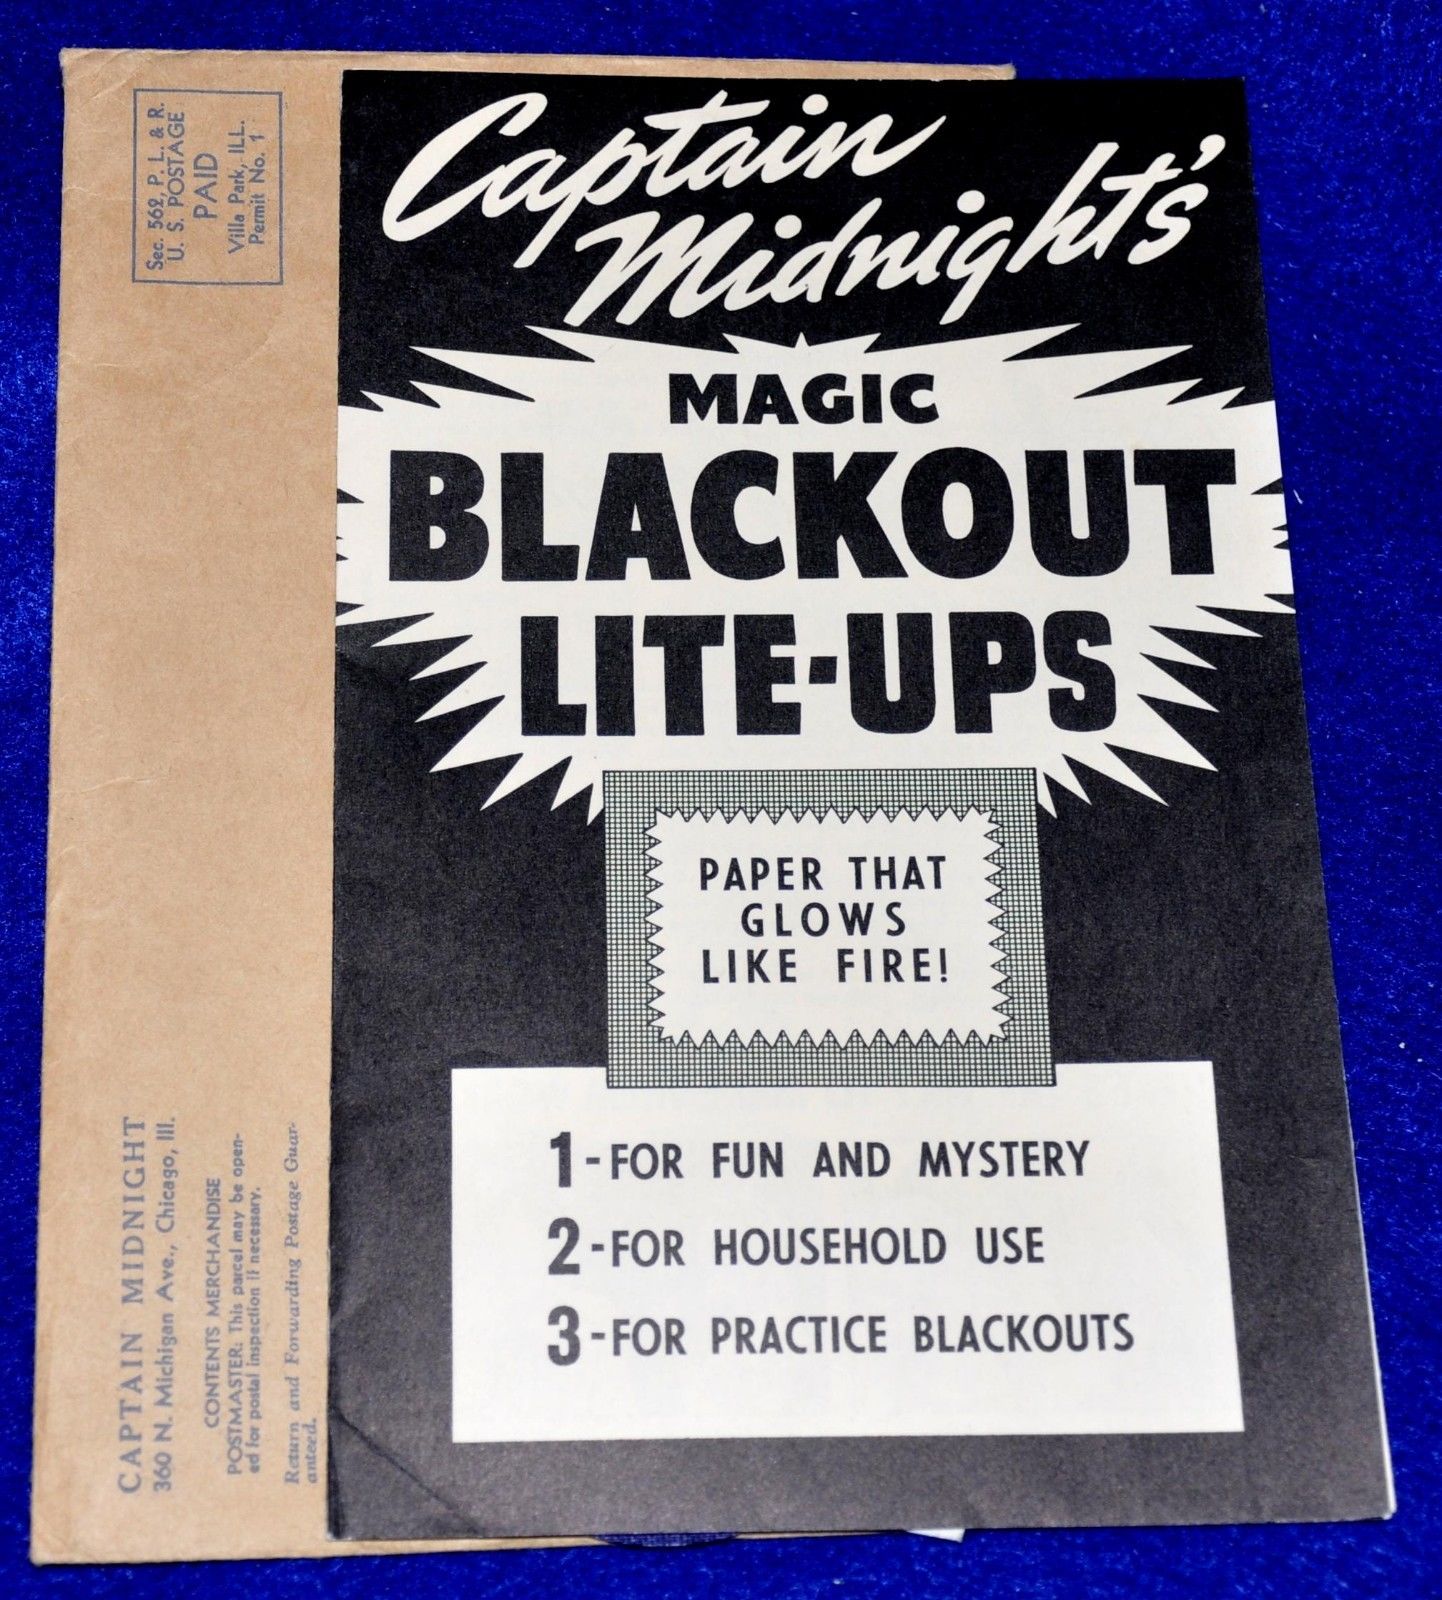 Sec. 562, P. L. & R.
U. S. POSTAGE
PAID
Villa Park, ILL.
Permit No. 1
CAPTAIN MIDNIGHT
360 N. Michigan Ave., Chicago, Ill.
CONTENTS MERCHANDISE
POSTMASTER: This parcel may be open-
ed for postal inspection if necessary.
Return and Forwarding Postage Guar-
anteed.
Captain
Midnight's
MAGIC
BLACKOUT
LITE-UPS
PAPER THAT
GLOWS
LIKE FIRE!
1-FOR FUN AND MYSTERY
2-FOR HOUSEHOLD USE
3-FOR PRACTICE BLACKOUTS